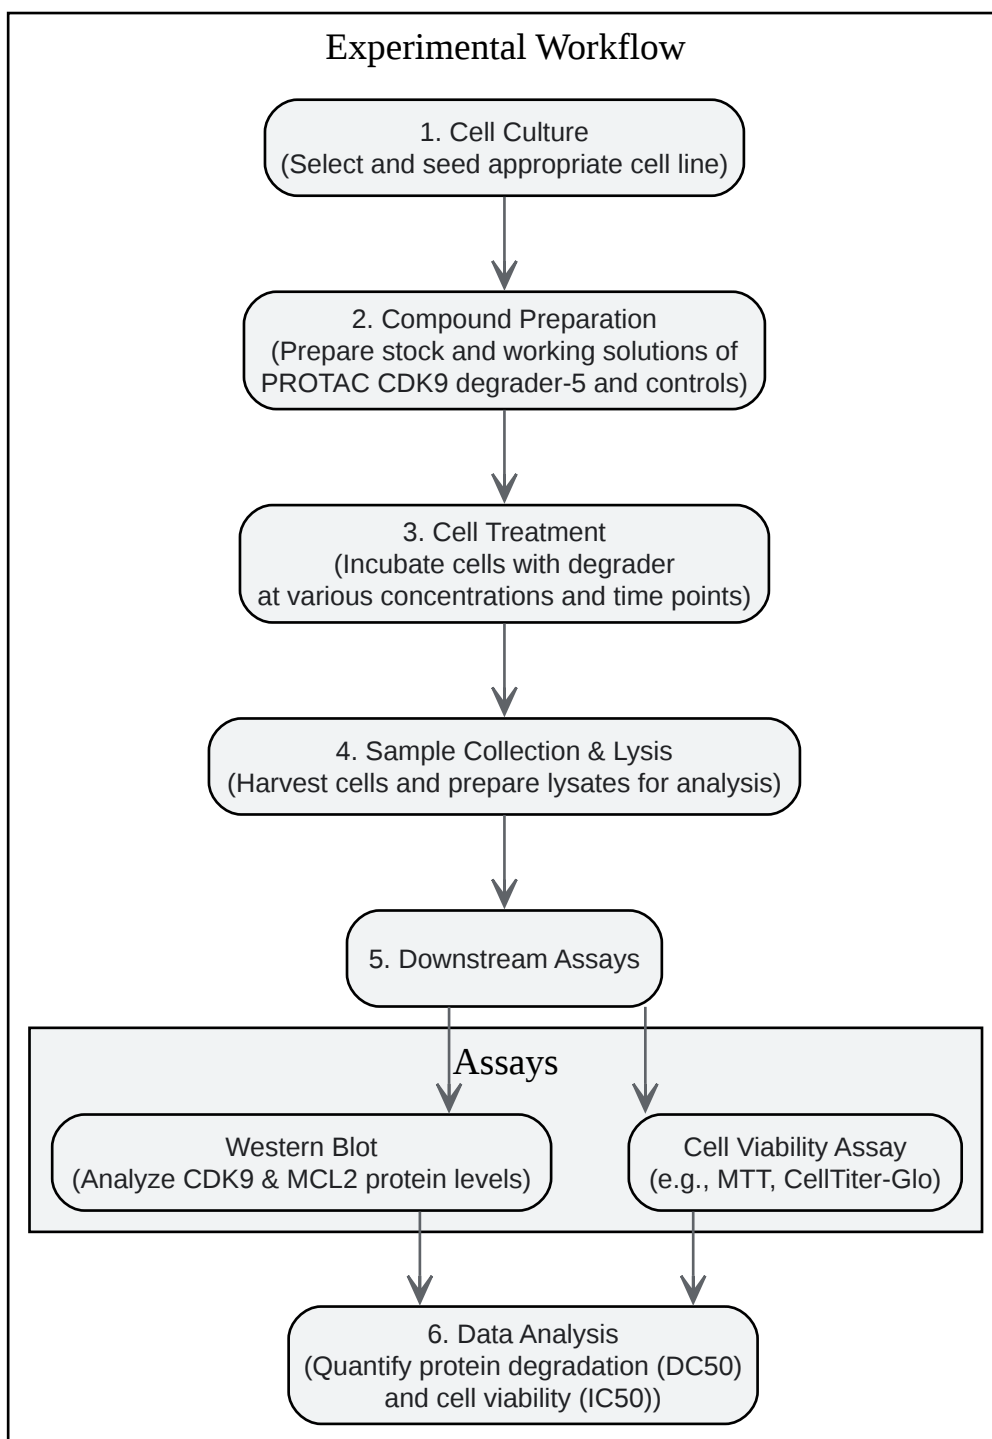 Experimental Workflow
1. Cell Culture
(Select and seed appropriate cell line)
2. Compound Preparation
(Prepare stock and working solutions of
PROTAC CDK9 degrader-5 and controls)
3. Cell Treatment
(Incubate cells with degrader
at various concentrations and time points)
4. Sample Collection & Lysis
(Harvest cells and prepare lysates for analysis)
5. Downstream Assays
Assays
Western Blot
(Analyze CDK9 & MCL2 protein levels)
Cell Viability Assay
(e.g., MTT, CellTiter-Glo)
6. Data Analysis
(Quantify protein degradation (DC50)
and cell viability (IC50))